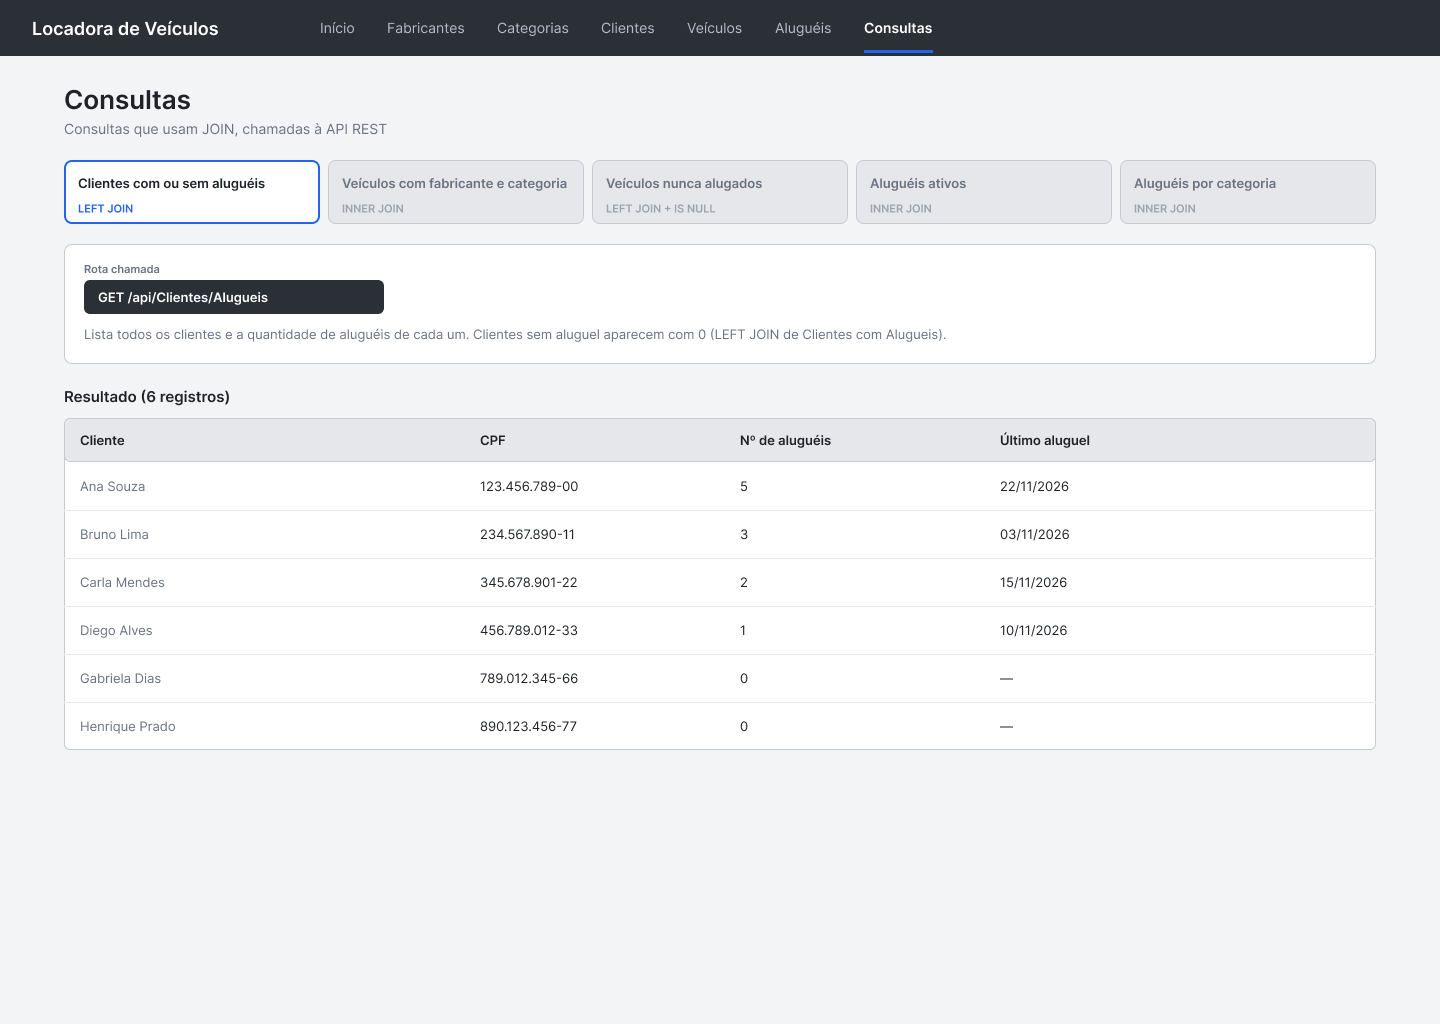 Locadora de Veículos
Início Fabricantes Categorias Clientes Veículos Aluguéis Consultas
Consultas
Consultas que usam JOIN, chamadas à API REST
Clientes com ou sem aluguéis
LEFT JOIN
Veículos com fabricante e categoria
INNER JOIN
Veículos nunca alugados
LEFT JOIN + IS NULL
Aluguéis ativos
INNER JOIN
Aluguéis por categoria
INNER JOIN
Rota chamada
GET /api/Clientes/Alugueis
Lista todos os clientes e a quantidade de aluguéis de cada um. Clientes sem aluguel aparecem com 0 (LEFT JOIN de Clientes com Alugueis).
Resultado (6 registros)
Cliente CPF Nº de aluguéis Último aluguel
Ana Souza 123.456.789-00 5 22/11/2026
Bruno Lima 234.567.890-11 3 03/11/2026
Carla Mendes 345.678.901-22 2 15/11/2026
Diego Alves 456.789.012-33 1 10/11/2026
Gabriela Dias 789.012.345-66 0 —
Henrique Prado 890.123.456-77 0 —